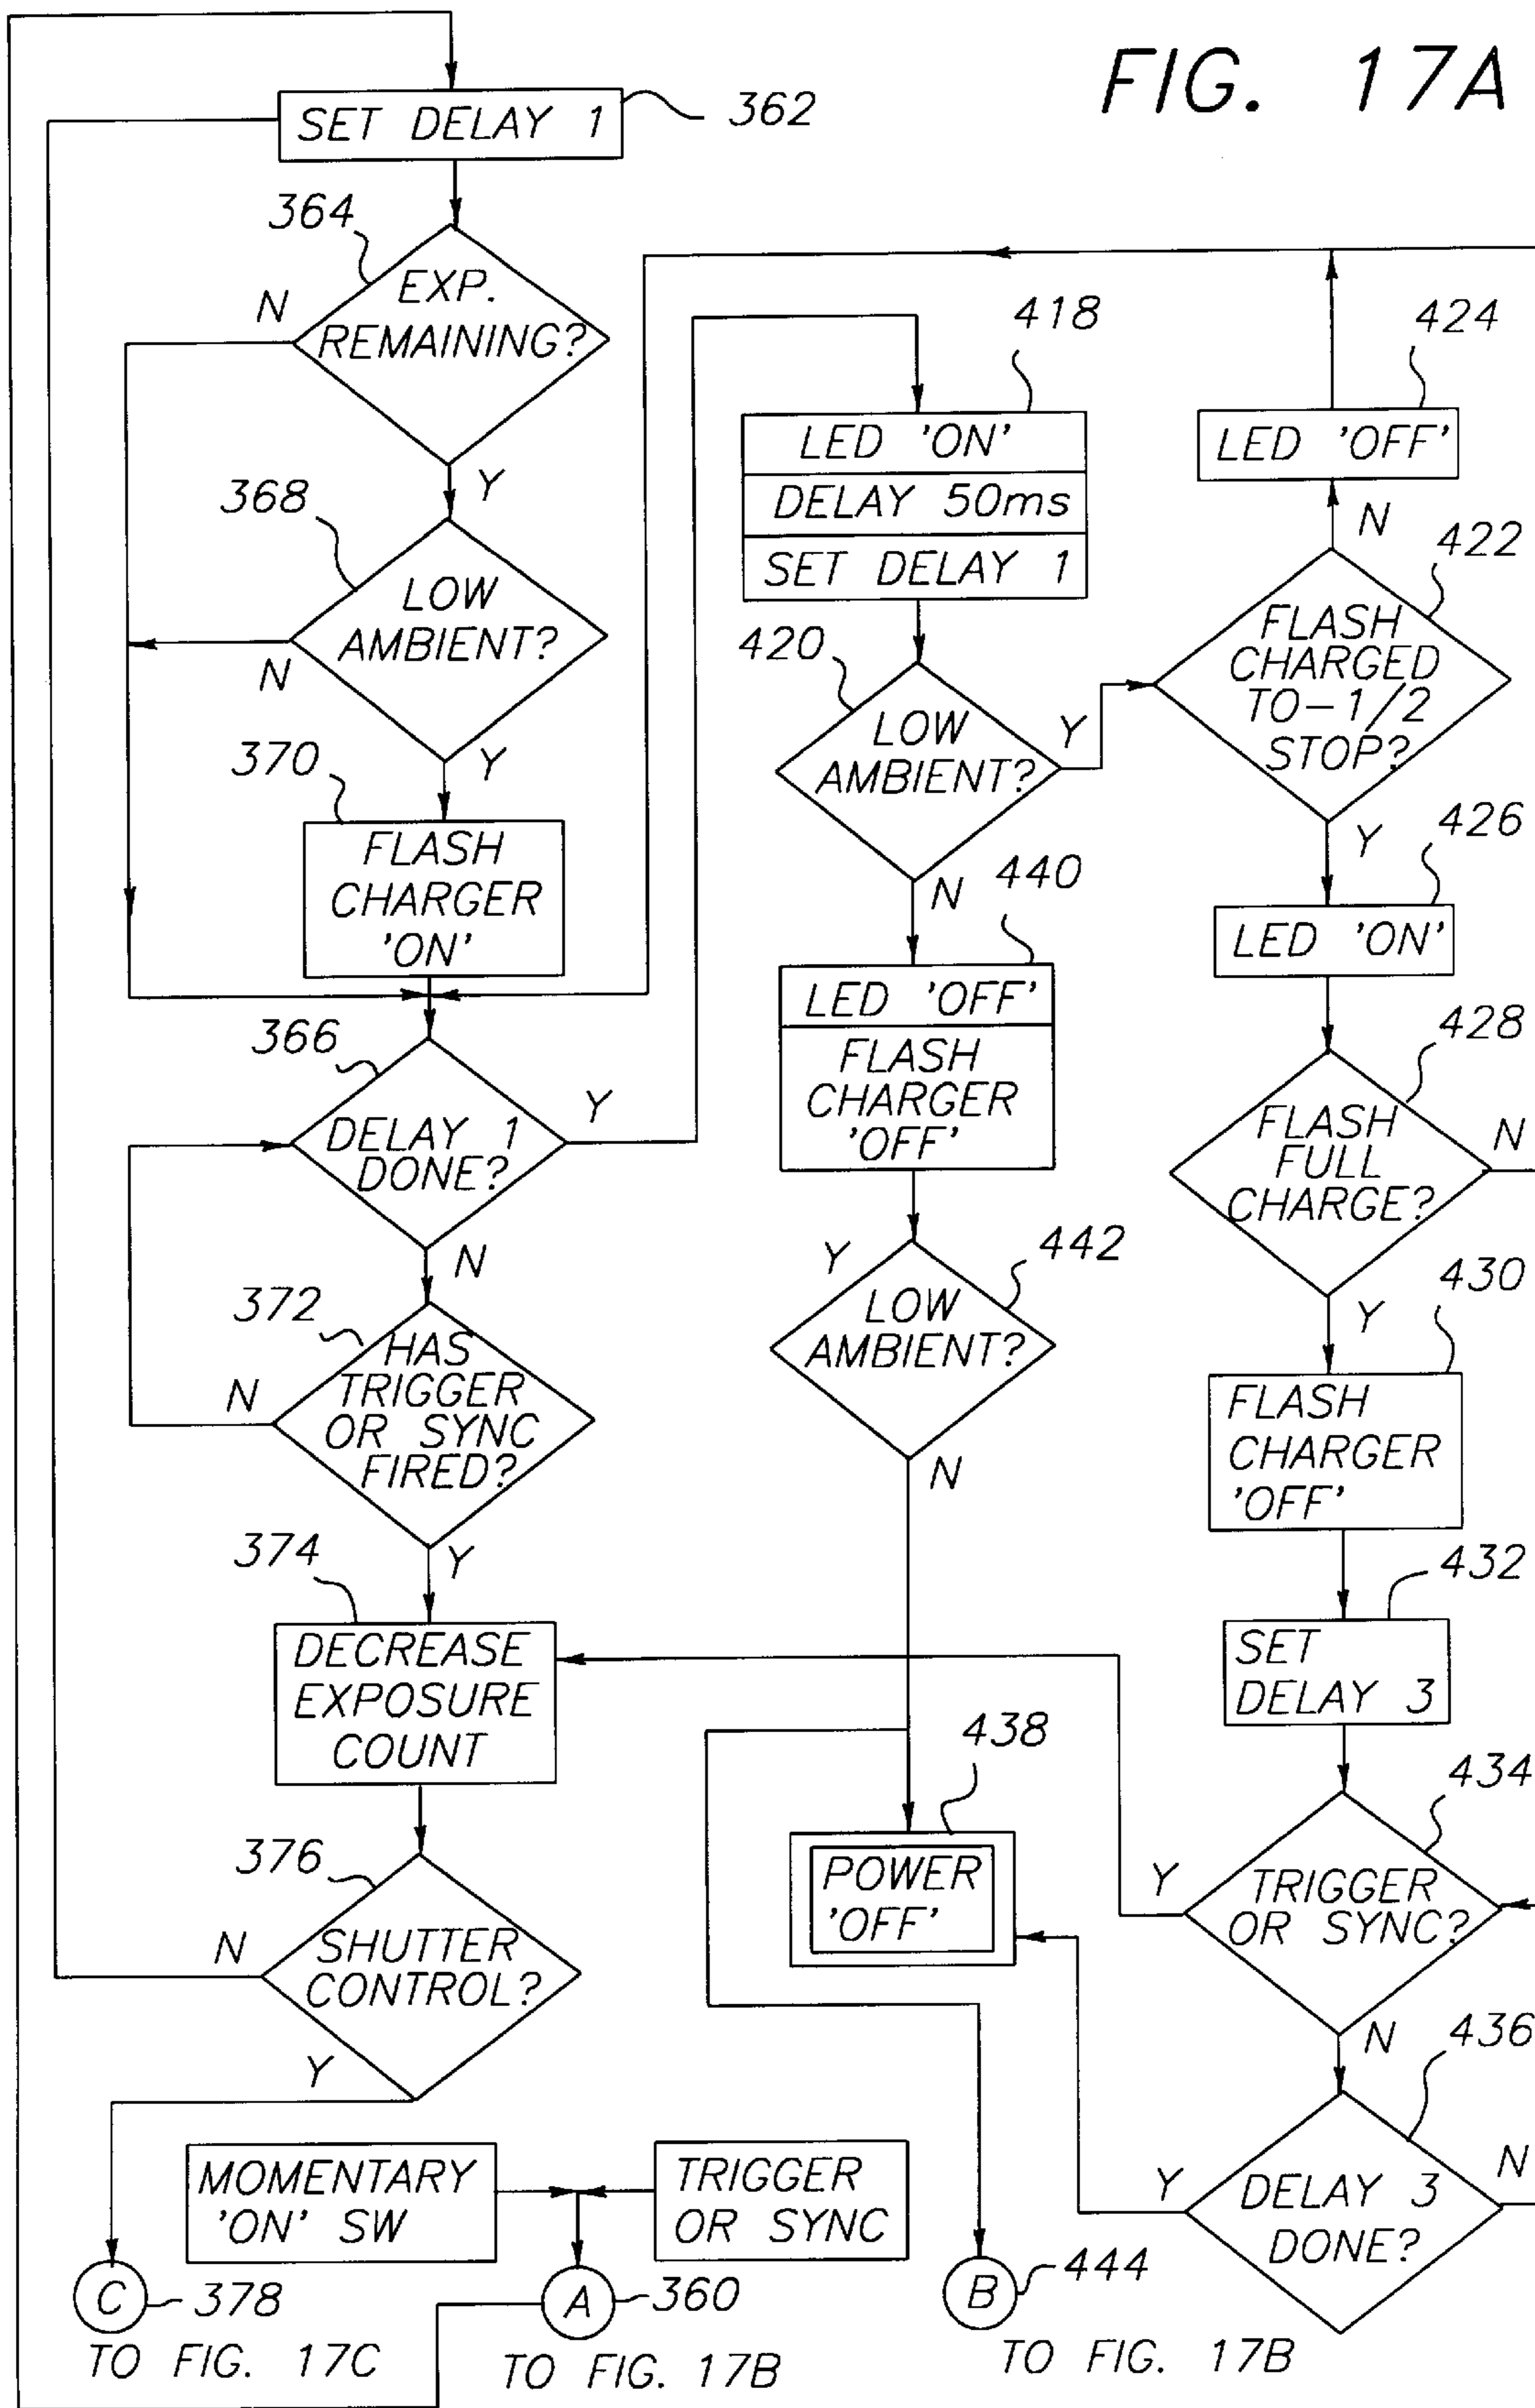 FIG. 17A
SET DELAY 1
362
364
EXP.
REMAINING?
N
Y
368
LOW
AMBIENT?
N
Y
370
FLASH
CHARGER
'ON'
366
DELAY 1
DONE?
Y
N
372
HAS
TRIGGER
OR SYNC
FIRED?
N
Y
374
DECREASE
EXPOSURE
COUNT
376
SHUTTER
CONTROL?
N
Y
MOMENTARY
'ON' SW
TRIGGER
OR SYNC
C
378
TO FIG. 17C
A
360
TO FIG. 17B
418
LED 'ON'
DELAY 50ms
SET DELAY 1
420
LOW
AMBIENT?
Y
N
440
LED 'OFF'
FLASH
CHARGER
'OFF'
442
Y
LOW
AMBIENT?
N
438
POWER
'OFF'
B
444
TO FIG. 17B
424
LED 'OFF'
N
422
FLASH
CHARGED
TO-1/2
STOP?
Y
426
LED 'ON'
428
FLASH
FULL
CHARGE?
N
Y
430
FLASH
CHARGER
'OFF'
432
SET
DELAY 3
434
TRIGGER
OR SYNC?
Y
N
436
DELAY 3
DONE?
Y
N